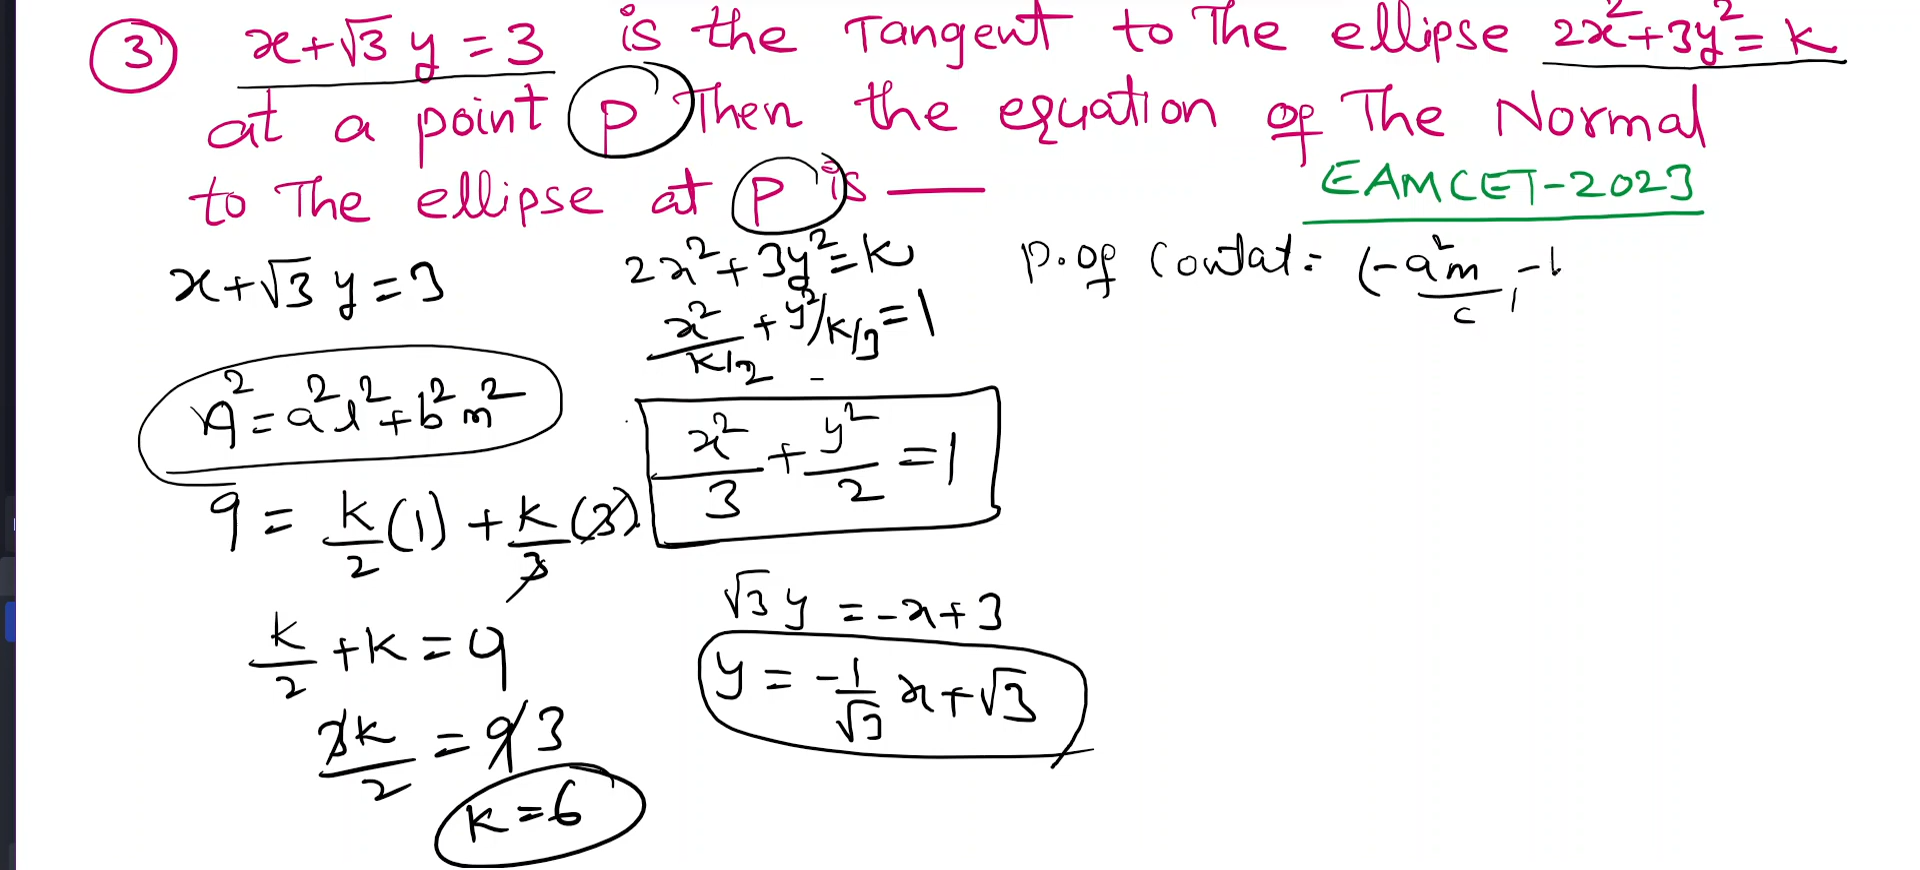 ③ x+√3 y = 3 is the Tangent to The ellipse 2x²+3y² = k
at a point P Then the equation of The Normal
to The ellipse at P is ——
EAMCET-2023
x+√3 y = 3
n² = a²l²+b²m²
9 = k/2 (1) + k/3 (3)
k/2 + k = 9
3k/2 = 9 3
k = 6
2x²+3y² = k
x²/k/2 + y²/k/3 = 1
x²/3 + y²/2 = 1
√3 y = -x+3
y = -1/√3 x+√3
P. of Contat = (-a²m/c, -b